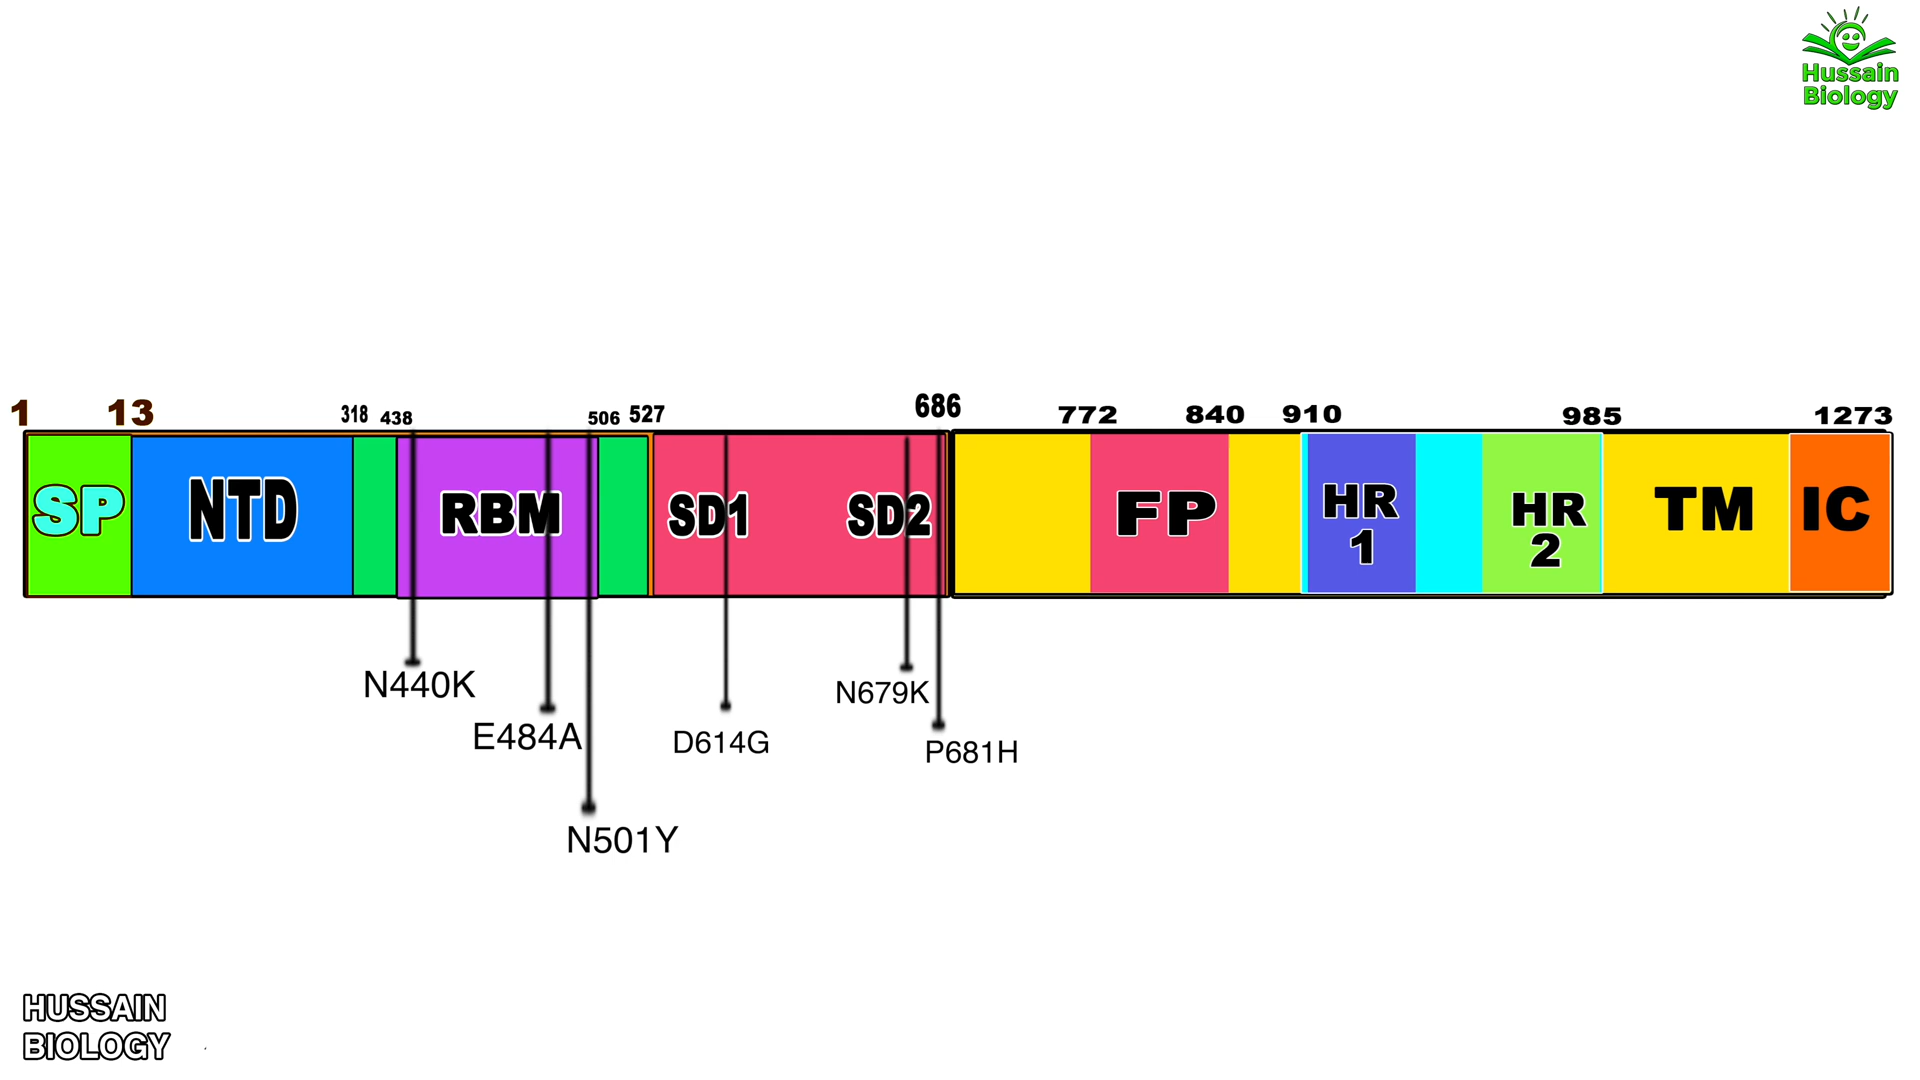 Hussain
Biology
1 13 318 438 506 527 686 772 840 910 985 1273
SP NTD RBM SD1 SD2 FP HR 1 HR 2 TM IC
N440K
E484A
N501Y
D614G
N679K
P681H
HUSSAIN
BIOLOGY